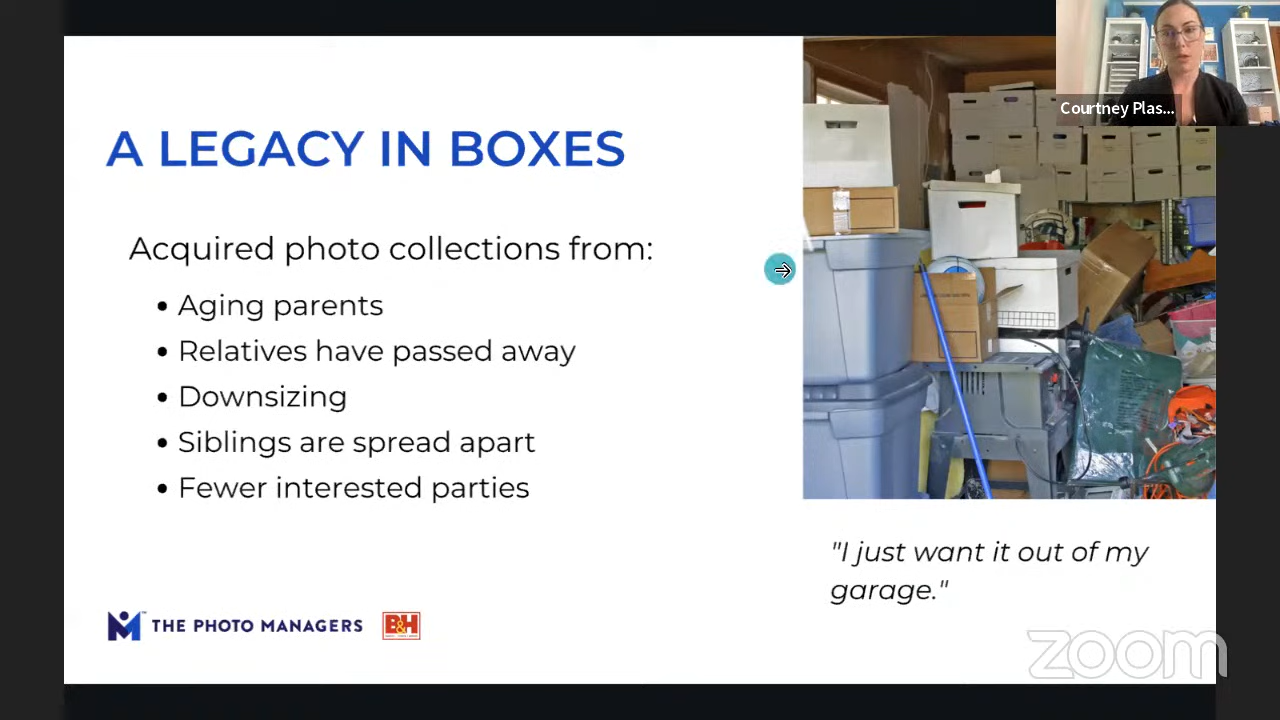 Courtney Plas...
A LEGACY IN BOXES
Acquired photo collections from:
• Aging parents
• Relatives have passed away
• Downsizing
• Siblings are spread apart
• Fewer interested parties
"I just want it out of my
garage."
THE PHOTO MANAGERS
B&H
zoom